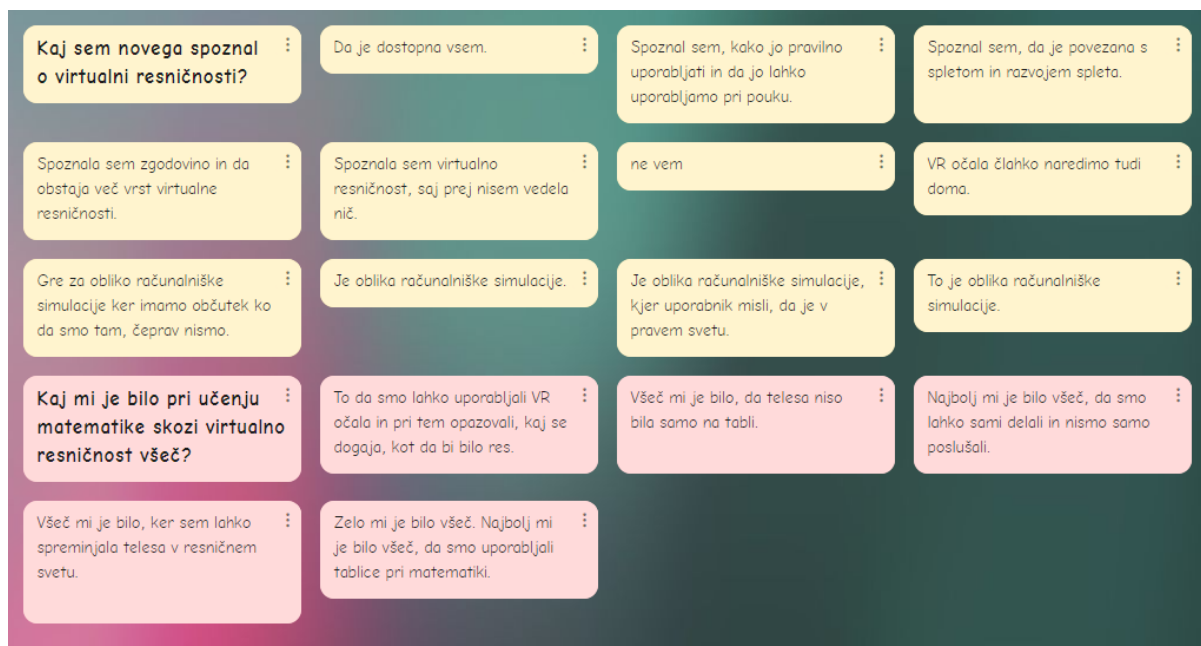 Kaj sem novega spoznal
o virtualni resničnosti?
Da je dostopna vsem.
Spoznal sem, kako jo pravilno
uporabljati in da jo lahko
uporabljamo pri pouku.
Spoznal sem, da je povezana s
spletom in razvojem spleta.
Spoznala sem zgodovino in da
obstaja več vrst virtualne
resničnosti.
Spoznala sem virtualno
resničnost, saj prej nisem vedela
nič.
ne vem
VR očala člahko naredimo tudi
doma.
Gre za obliko računalniške
simulacije ker imamo občutek ko
da smo tam, čeprav nismo.
Je oblika računalniške simulacije.
Je oblika računalniške simulacije,
kjer uporabnik misli, da je v
pravem svetu.
To je oblika računalniške
simulacije.
Kaj mi je bilo pri učenju
matematike skozi virtualno
resničnost všeč?
To da smo lahko uporabljali VR
očala in pri tem opazovali, kaj se
dogaja, kot da bi bilo res.
Všeč mi je bilo, da telesa niso
bila samo na tabli.
Najbolj mi je bilo všeč, da smo
lahko sami delali in nismo samo
poslušali.
Všeč mi je bilo, ker sem lahko
spreminjala telesa v resničnem
svetu.
Zelo mi je bilo všeč. Najbolj mi
je bilo všeč, da smo uporabljali
tablice pri matematiki.